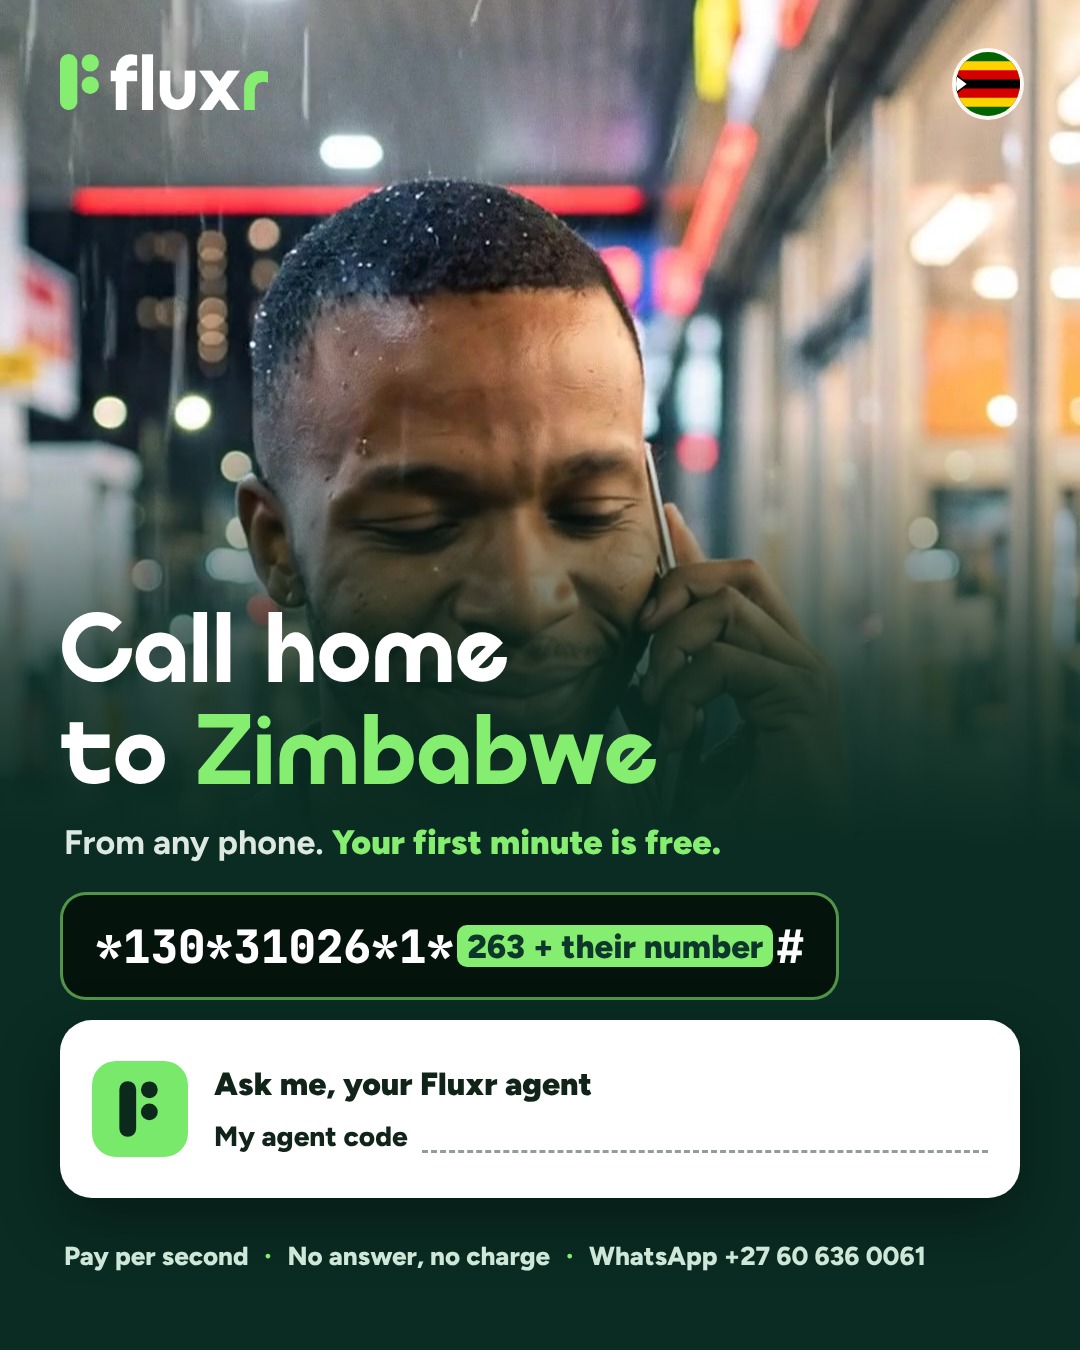 fluxr
Call home
to Zimbabwe
From any phone. Your first minute is free.
*130*31026*1*263 + their number#
Ask me, your Fluxr agent
My agent code
Pay per second · No answer, no charge · WhatsApp +27 60 636 0061